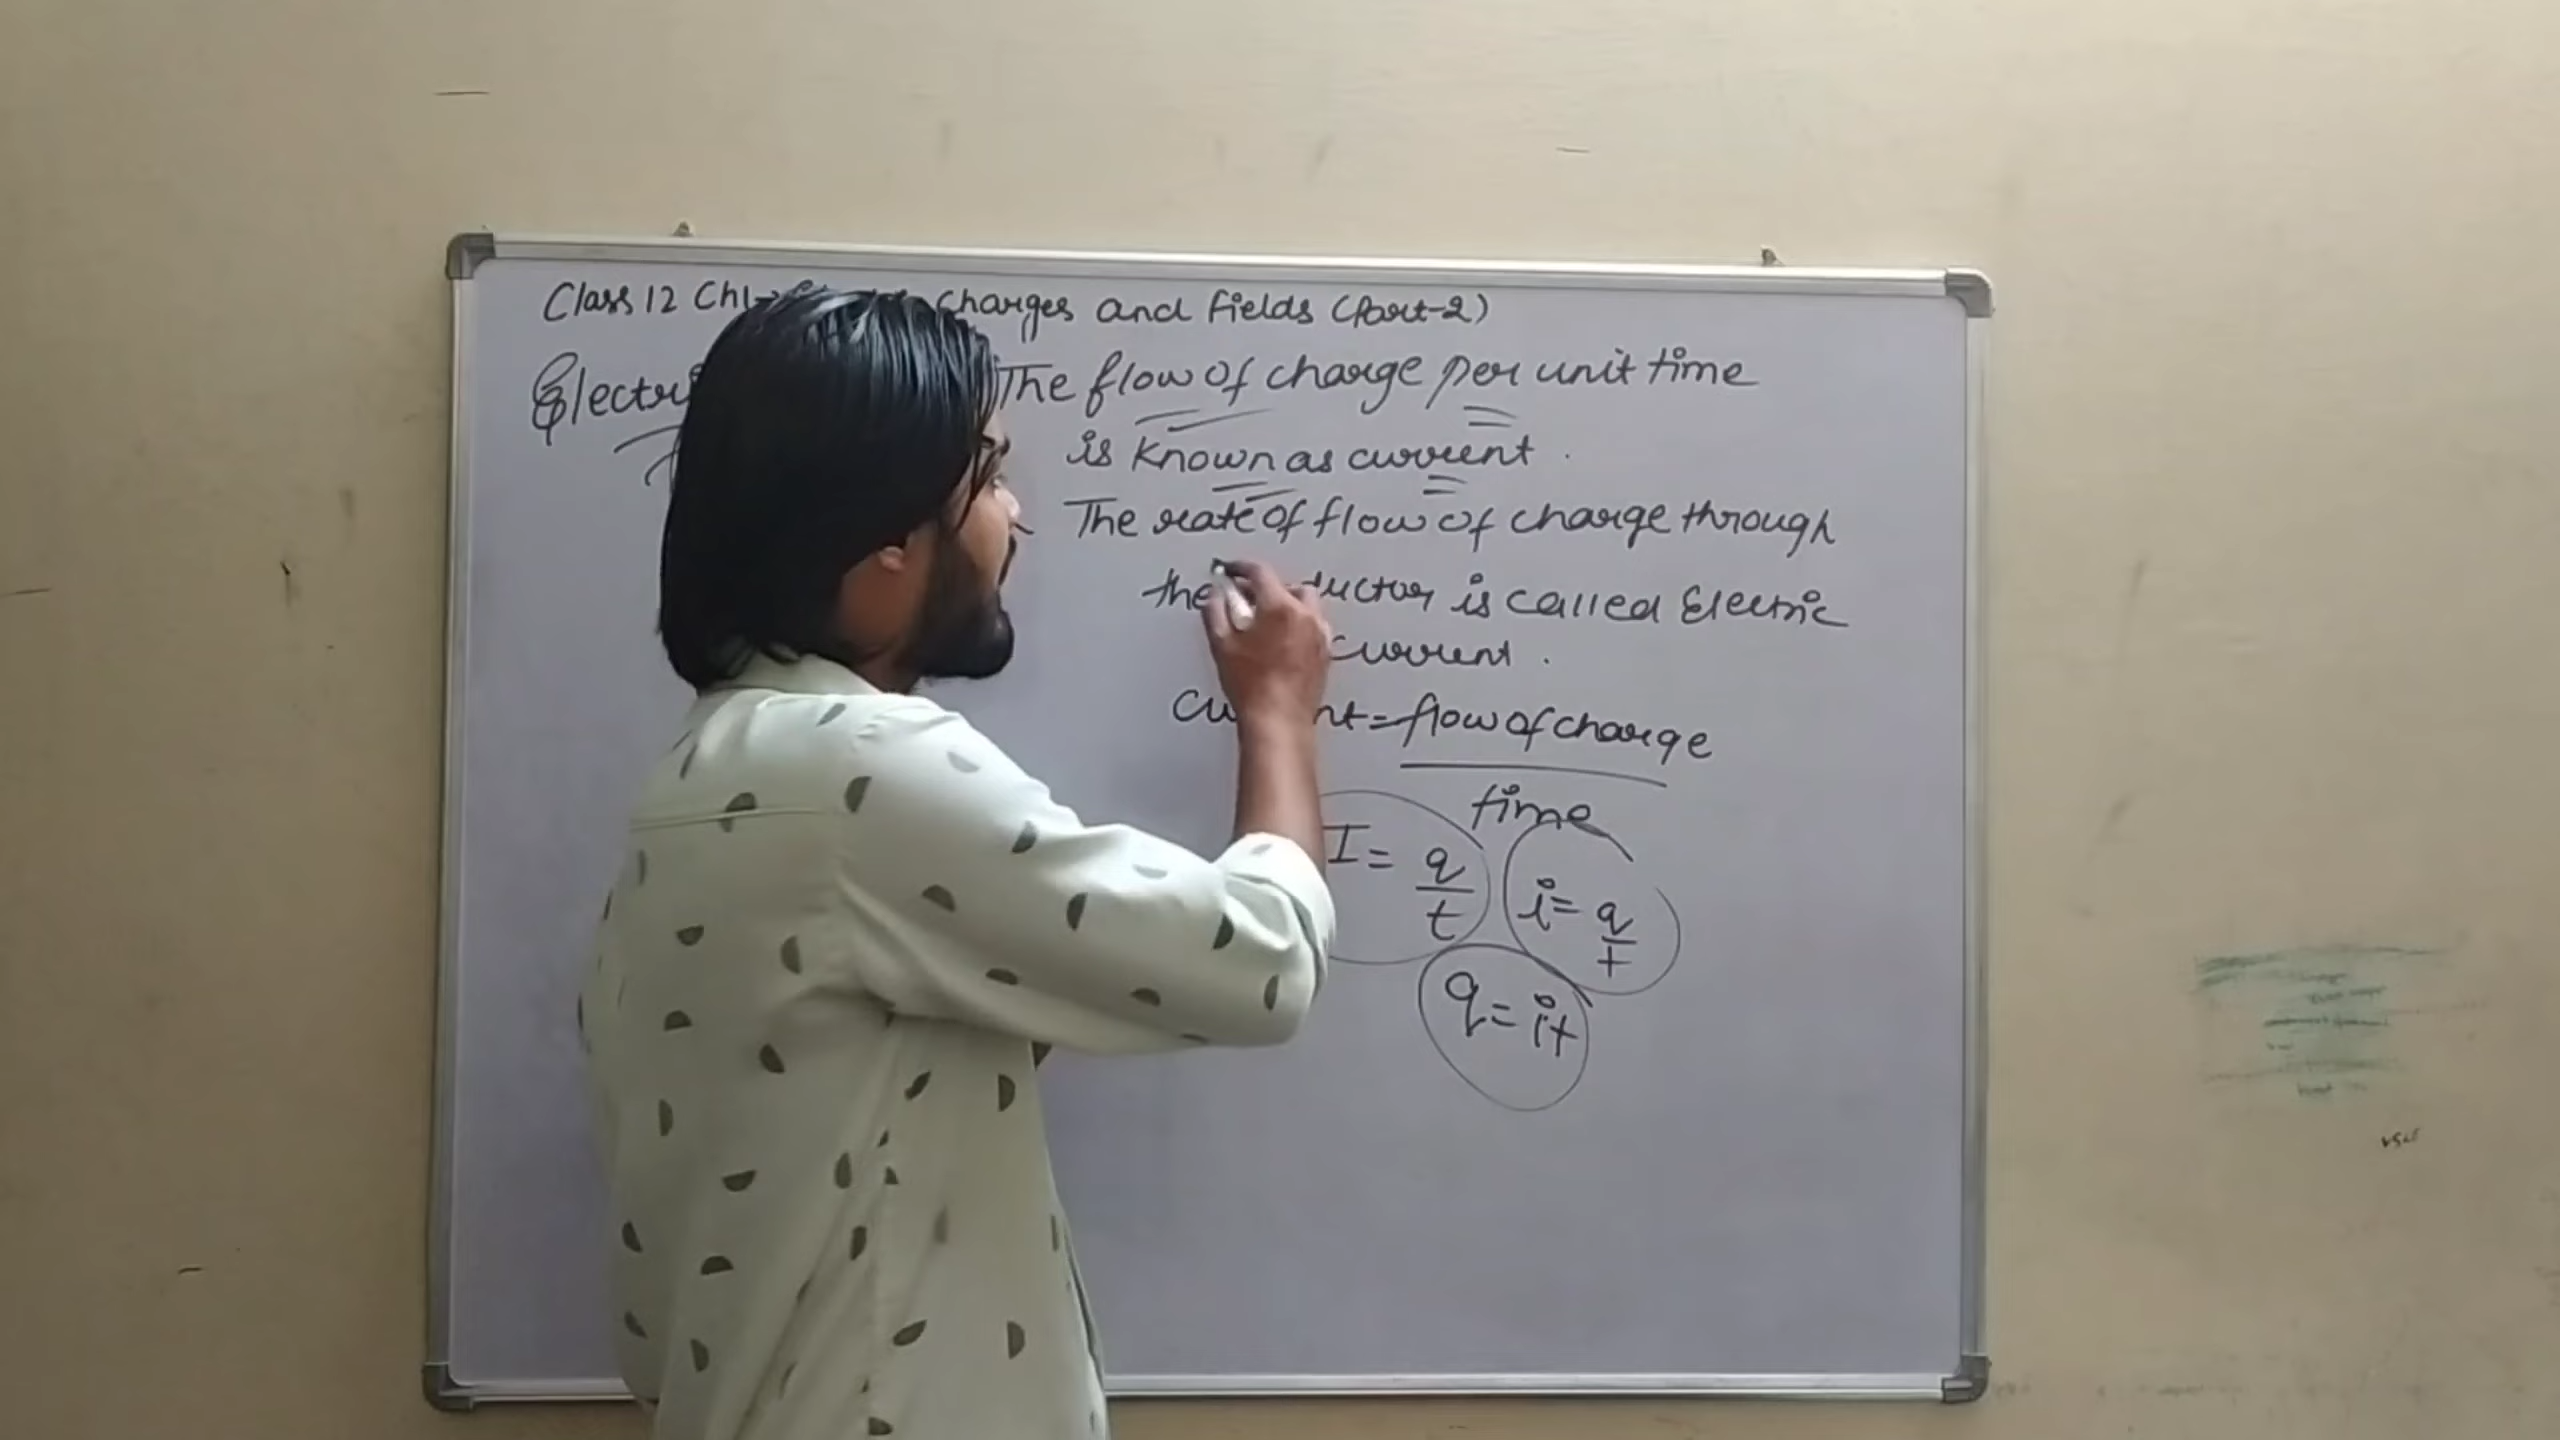 Class 12 Ch1→ Charges and Fields (Part-2)
Electri The flow of charge per unit time
is known as current.
The rate of flow of charge through
the ductor is called Electric
current.
Cu nt = flow of charge
time
I = q/t
i = q/t
q = it